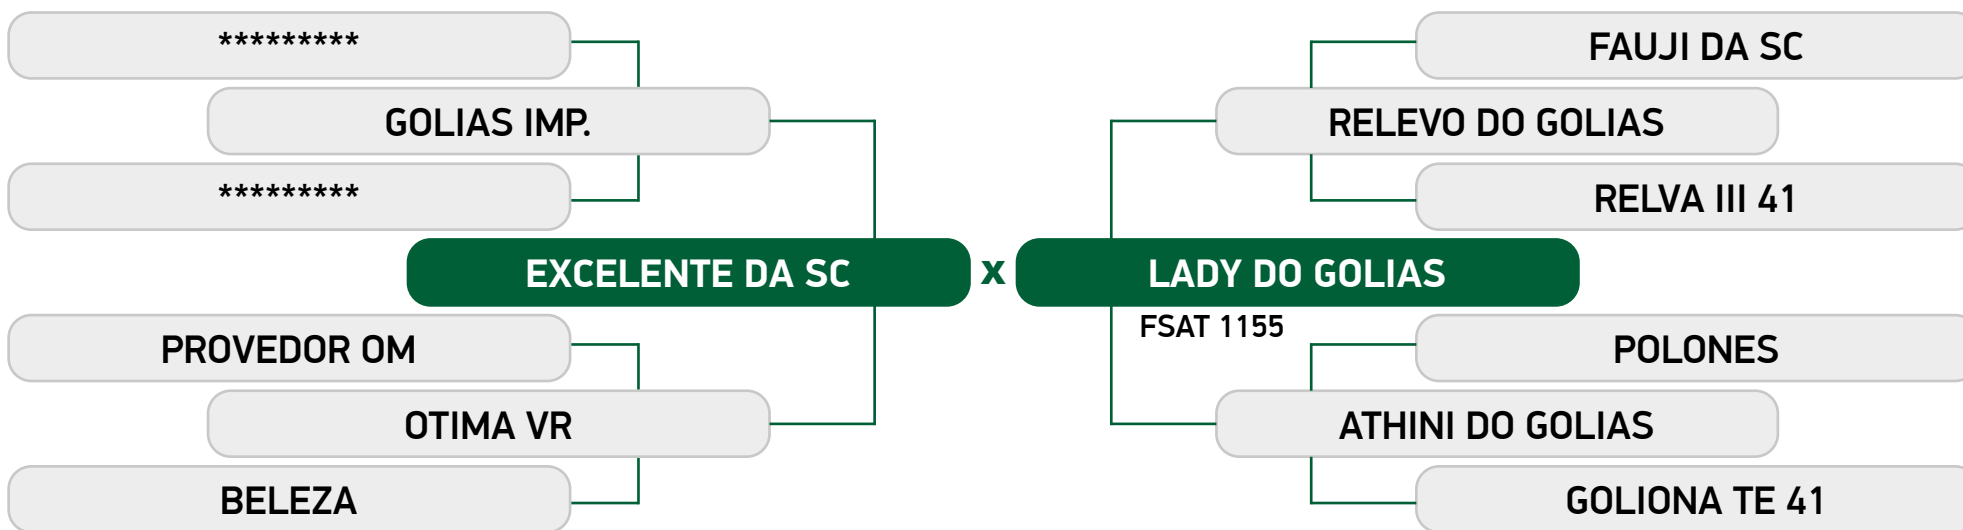 *********
GOLIAS IMP.
*********
EXCELENTE DA SC
PROVEDOR OM
OTIMA VR
BELEZA
x
FAUJI DA SC
RELEVO DO GOLIAS
RELVA III 41
LADY DO GOLIAS
FSAT 1155
POLONES
ATHINI DO GOLIAS
GOLIONA TE 41